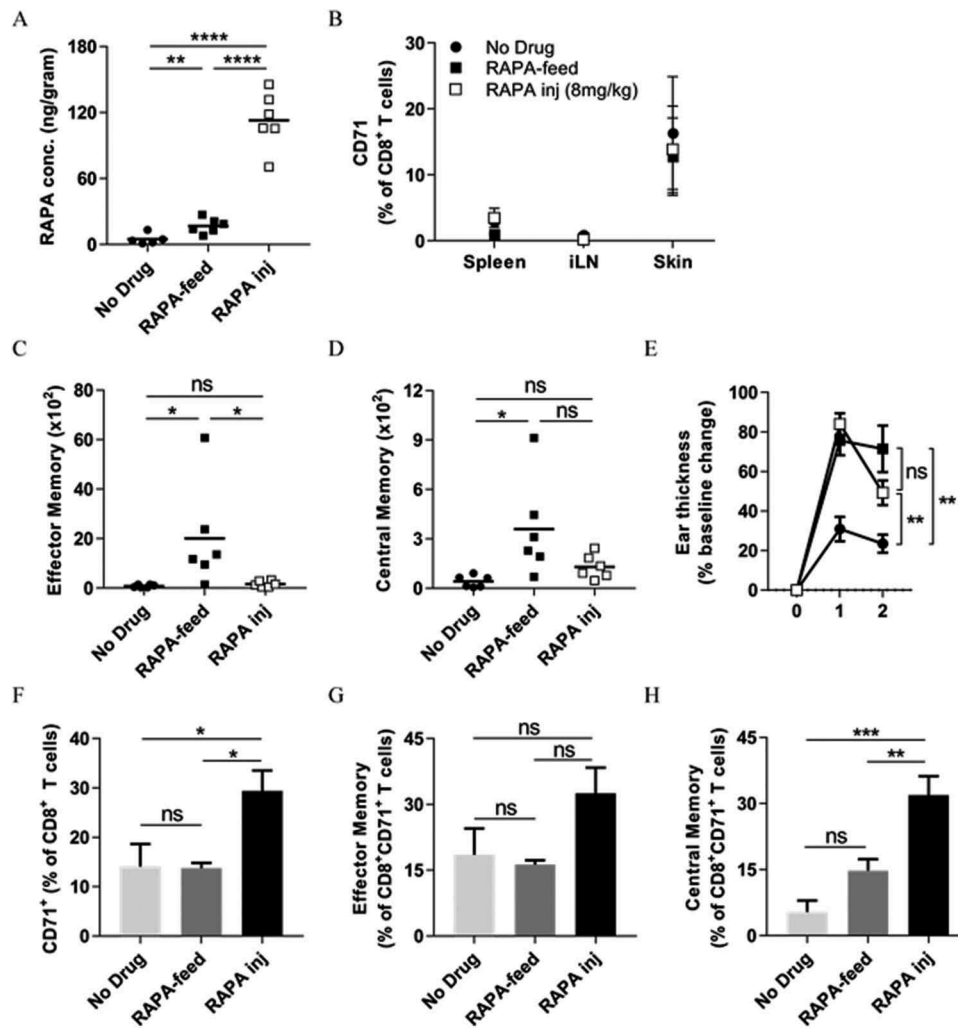 A
RAPA conc. (ng/gram)
180
120
60
0
****
** ****
No Drug
RAPA-feed
RAPA inj
B
CD71
(% of CD8+ T cells)
30
20
10
0
No Drug
RAPA-feed
RAPA inj (8mg/kg)
Spleen iLN Skin
C
Effector Memory (x10²)
80
60
40
20
0
ns
* *
No Drug
RAPA-feed
RAPA inj
D
Central Memory (x10²)
12
9
6
3
0
ns
* ns
No Drug
RAPA-feed
RAPA inj
E
Ear thickness
(% baseline change)
100
80
60
40
20
0
ns
**
**
0 1 2
F
CD71+ (% of CD8+ T cells)
40
30
20
10
0
*
*
ns
No Drug
RAPA-feed
RAPA inj
G
Effector Memory
(% of CD8+CD71+ T cells)
45
30
15
0
ns
ns
ns
No Drug
RAPA-feed
RAPA inj
H
Central Memory
(% of CD8+CD71+ T cells)
45
30
15
0
***
**
ns
No Drug
RAPA-feed
RAPA inj